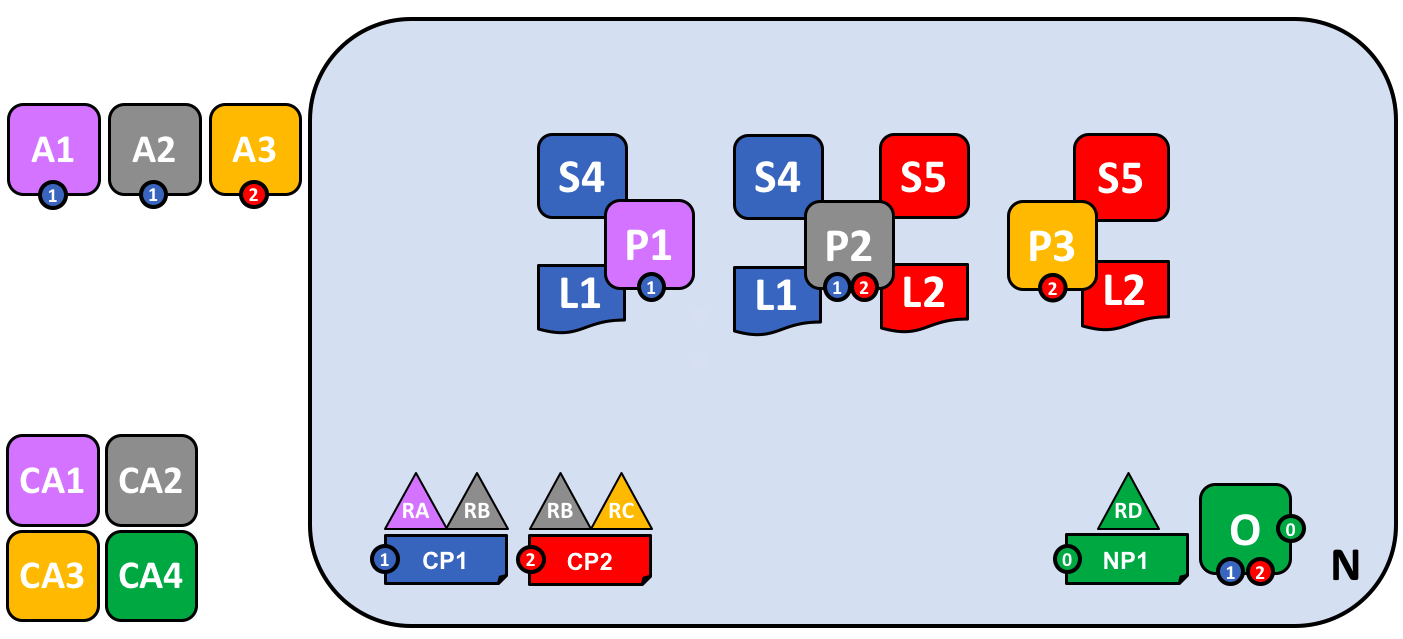 A1 A2 A3
1 1 2
S4 S4 S5 S5
P1 P2 P3
L1 L1 L2 L2
1 1 2 2
CA1 CA2
CA3 CA4
RA RB RB RC RD
1 CP1 2 CP2 0 NP1 O 0
1 2
N